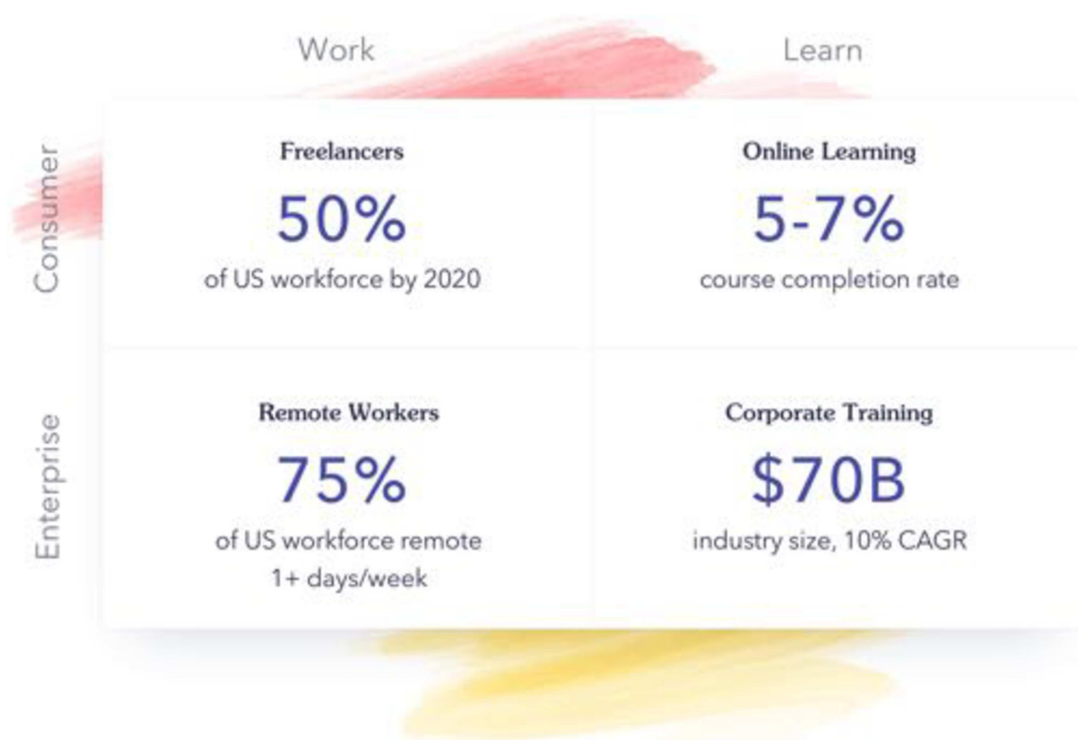 Work
Learn
Consumer
Freelancers
50%
of US workforce by 2020
Online Learning
5-7%
course completion rate
Enterprise
Remote Workers
75%
of US workforce remote
1+ days/week
Corporate Training
$70B
industry size, 10% CAGR